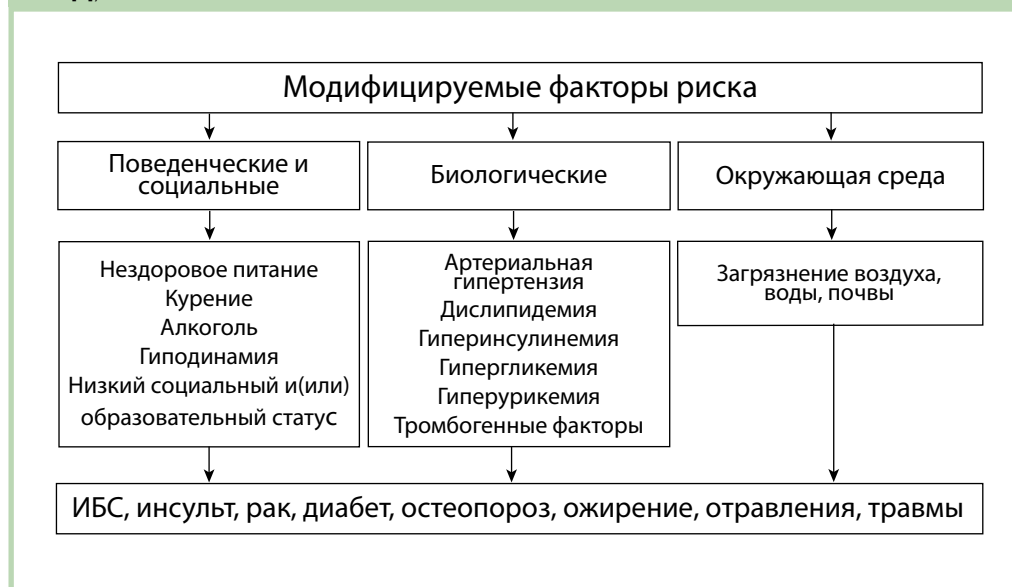 Модифицируемые факторы риска
Поведенческие и
социальные
Биологические
Окружающая среда
Нездоровое питание
Курение
Алкоголь
Гиподинамия
Низкий социальный и(или)
образовательный статус
Артериальная
гипертензия
Дислипидемия
Гиперинсулинемия
Гипергликемия
Гиперурикемия
Тромбогенные факторы
Загрязнение воздуха,
воды, почвы
ИБС, инсульт, рак, диабет, остеопороз, ожирение, отравления, травмы